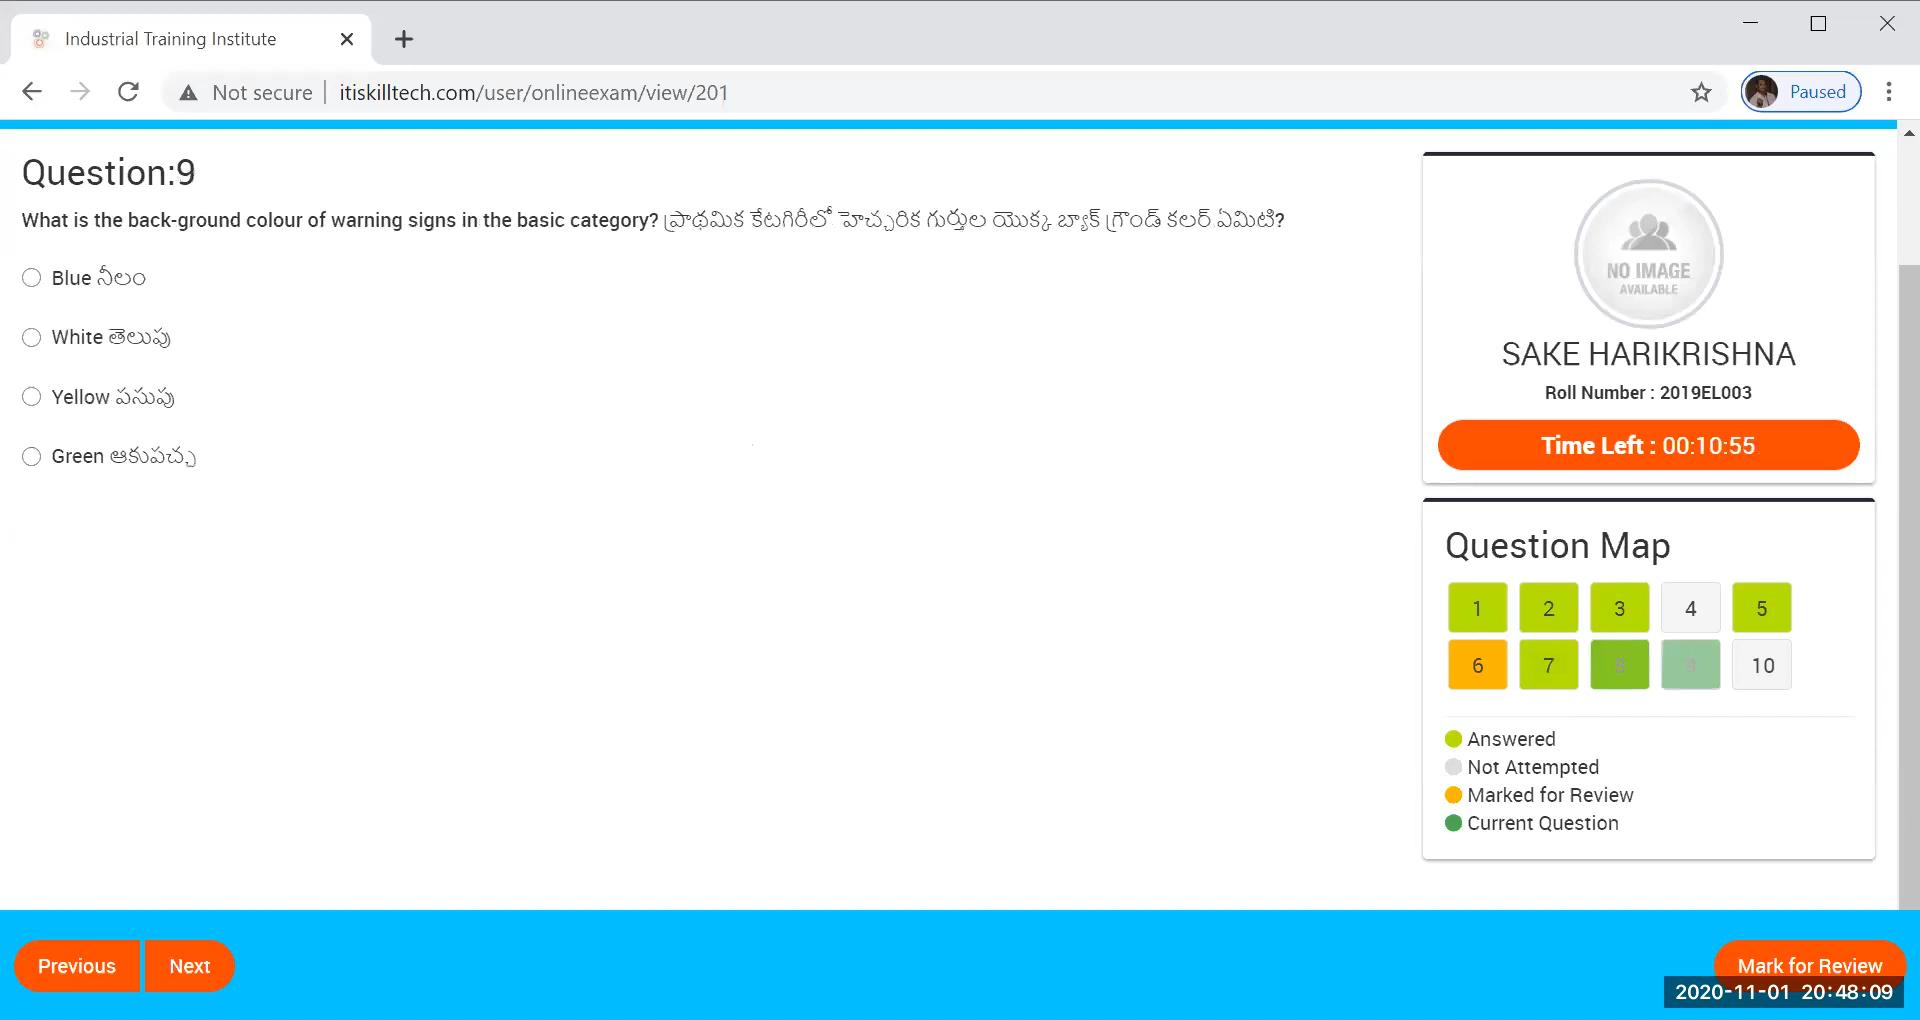 Industrial Training Institute
Not secure
itiskilltech.com/user/onlineexam/view/201
Paused
Question:9
What is the back-ground colour of warning signs in the basic category? ప్రాథమిక కేటగిరీలో హెచ్చరిక గుర్తుల యొక్క బ్యాక్ గ్రౌండ్ కలర్ ఏమిటి?
Blue నీలం
White తెలుపు
Yellow పసుపు
Green ఆకుపచ్చ
NO IMAGE
AVAILABLE
SAKE HARIKRISHNA
Roll Number : 2019EL003
Time Left : 00:10:55
Question Map
1 2 3 4 5
6 7 8 9 10
Answered
Not Attempted
Marked for Review
Current Question
Previous
Next
Mark for Review
2020-11-01 20:48:09